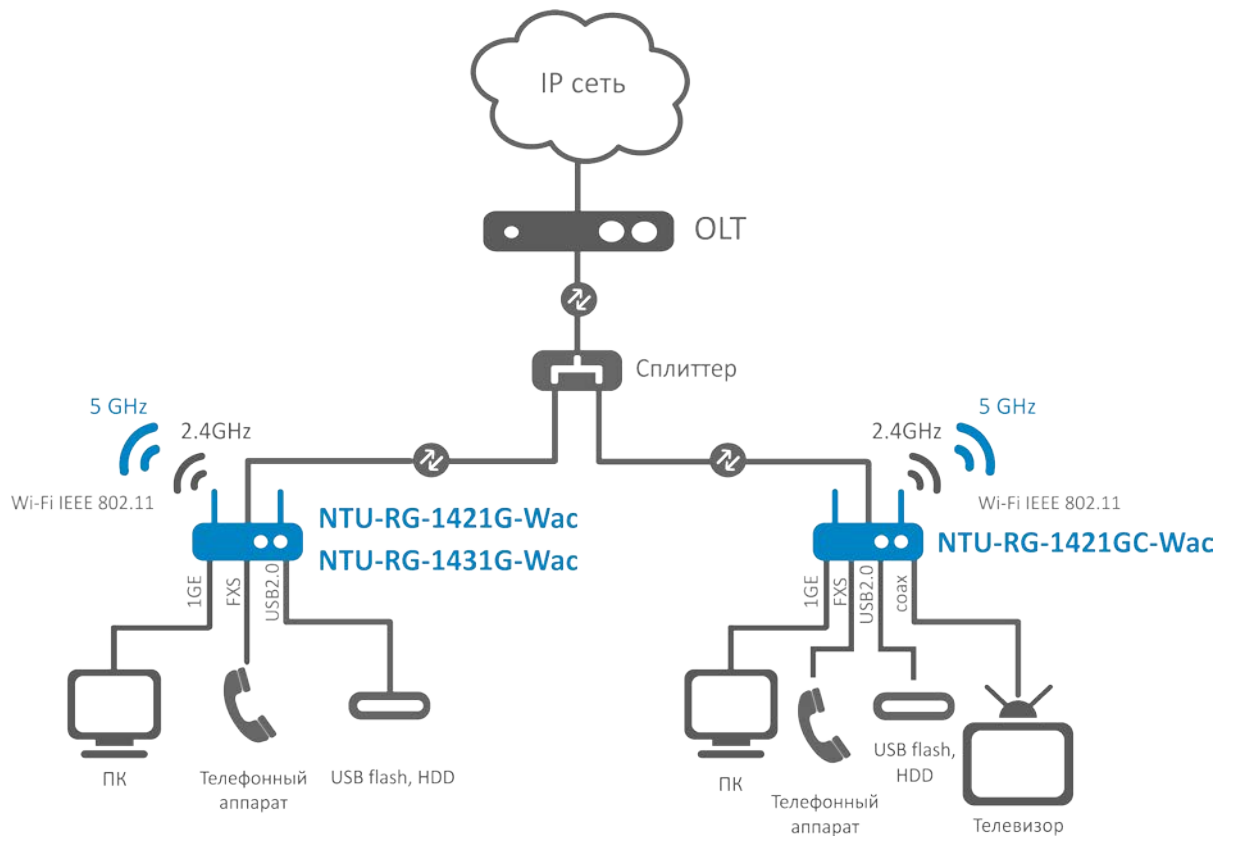 IP сеть
OLT
Сплиттер
5 GHz
2.4GHz
Wi-Fi IEEE 802.11
NTU-RG-1421G-Wac
NTU-RG-1431G-Wac
1GE
FXS
USB2.0
ПК
Телефонный
аппарат
USB flash, HDD
5 GHz
2.4GHz
Wi-Fi IEEE 802.11
NTU-RG-1421GC-Wac
1GE
FXS
USB2.0
coax
ПК
Телефонный
аппарат
USB flash,
HDD
Телевизор